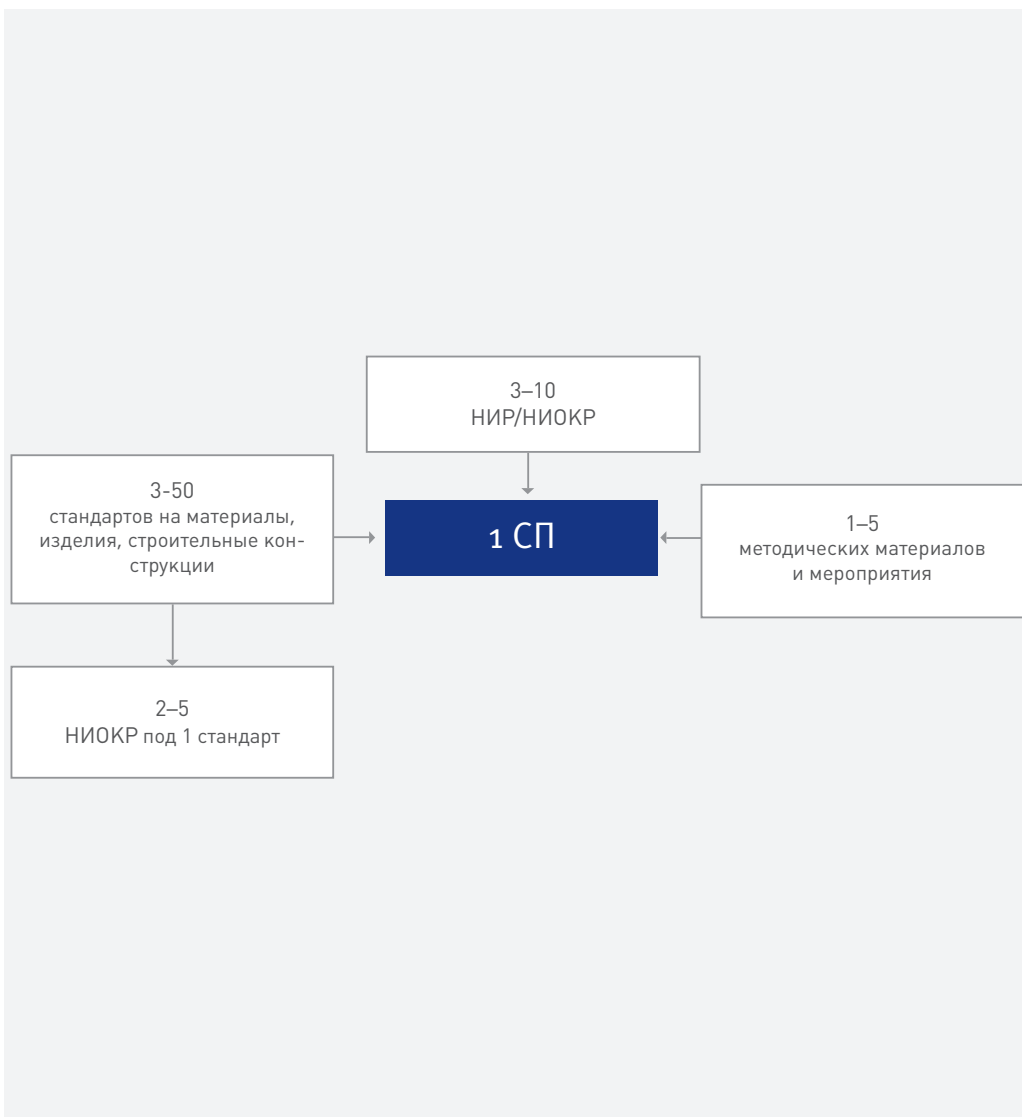 3–10
НИР/НИОКР
3-50
стандартов на материалы,
изделия, строительные кон-
струкции
1 СП
1–5
методических материалов
и мероприятия
2–5
НИОКР под 1 стандарт